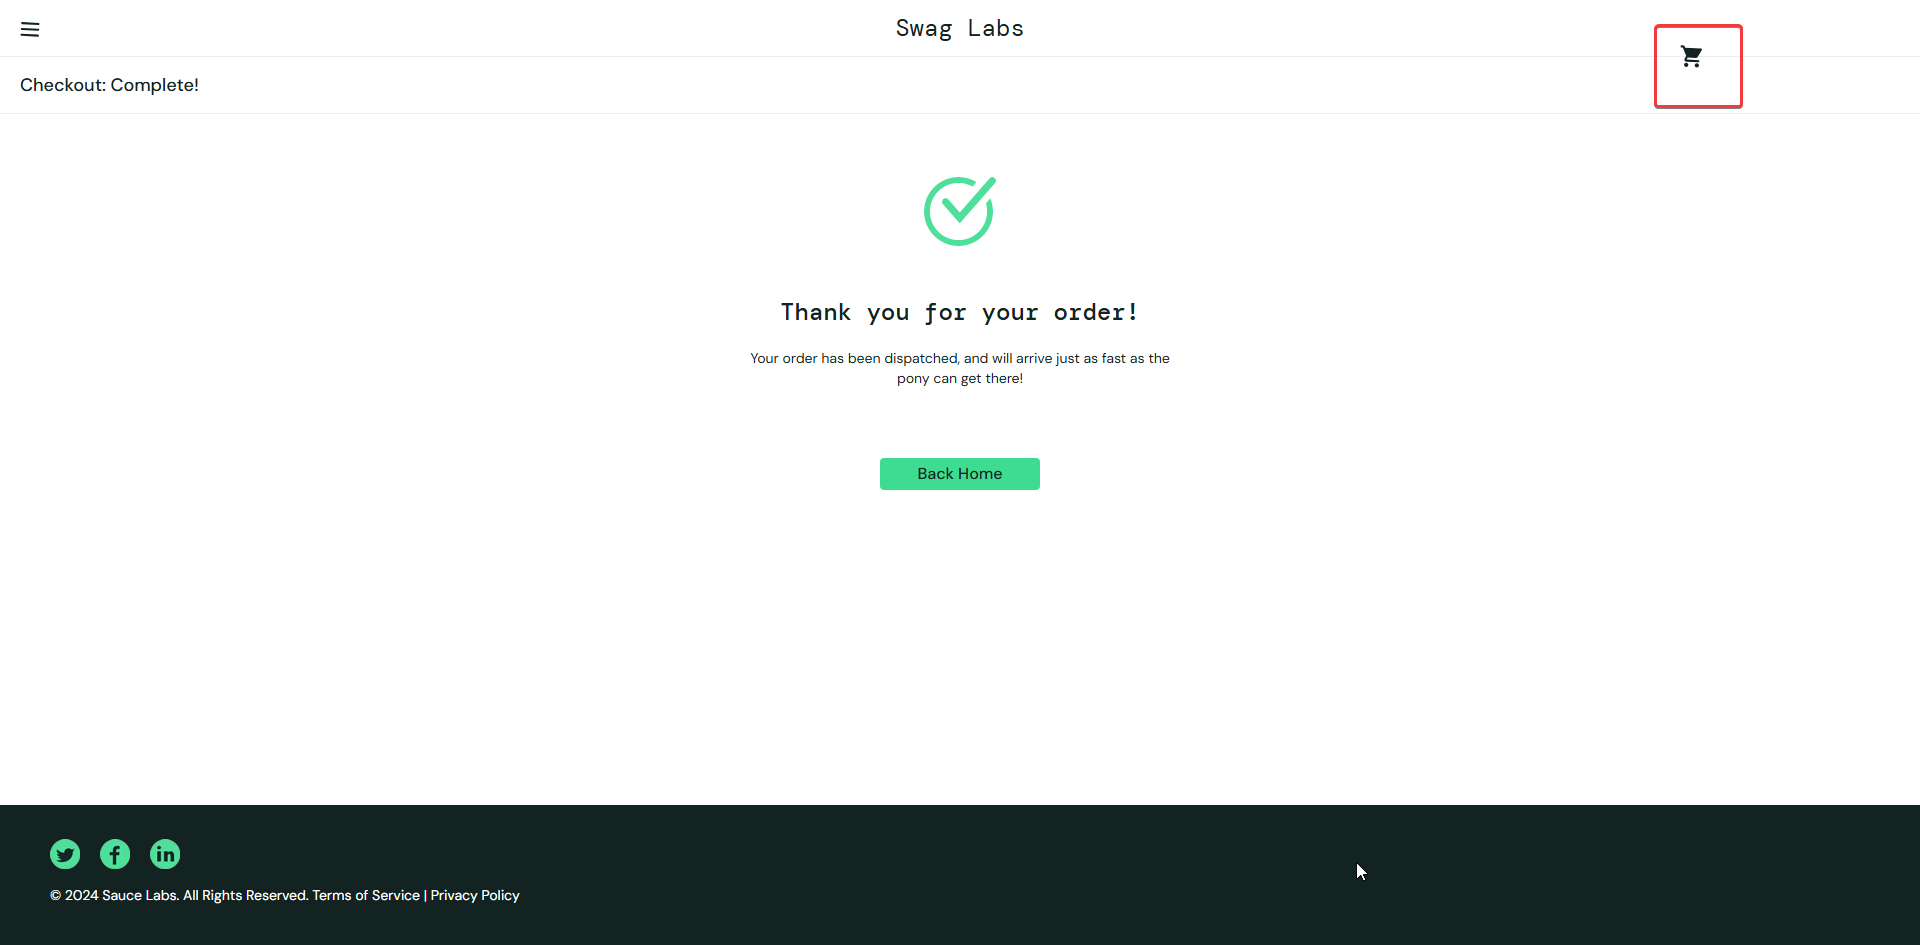 Swag Labs
Checkout: Complete!
Thank you for your order!
Your order has been dispatched, and will arrive just as fast as the
pony can get there!
Back Home
© 2024 Sauce Labs. All Rights Reserved. Terms of Service | Privacy Policy